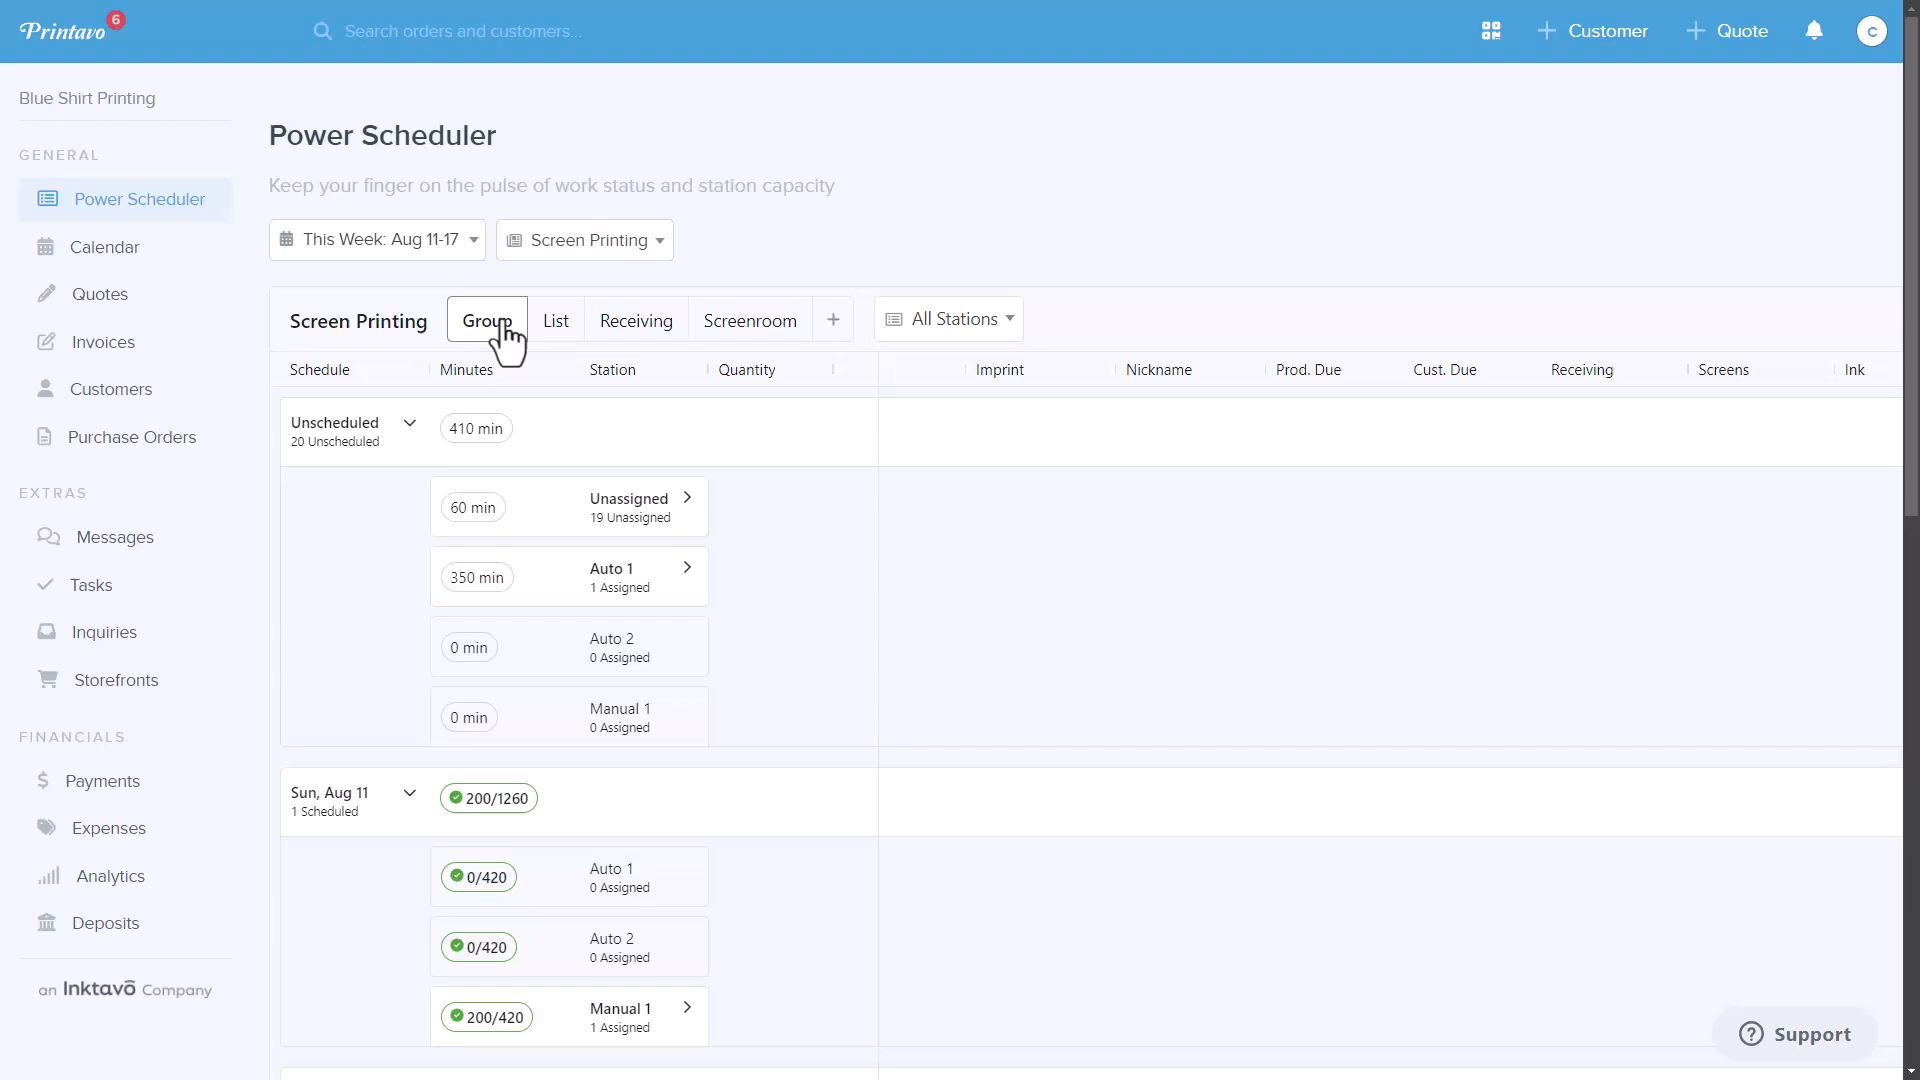 Printavo 6
Search orders and customers...
Customer
Quote
C
Blue Shirt Printing
GENERAL
Power Scheduler
Calendar
Quotes
Invoices
Customers
Purchase Orders
EXTRAS
Messages
Tasks
Inquiries
Storefronts
FINANCIALS
Payments
Expenses
Analytics
Deposits
an Inktavō Company
Power Scheduler
Keep your finger on the pulse of work status and station capacity
This Week: Aug 11-17
Screen Printing
Screen Printing Group List Receiving Screenroom + All Stations
Schedule Minutes Station Quantity Imprint Nickname Prod. Due Cust. Due Receiving Screens Ink
Unscheduled 410 min
20 Unscheduled
60 min Unassigned
19 Unassigned
350 min Auto 1
1 Assigned
0 min Auto 2
0 Assigned
0 min Manual 1
0 Assigned
Sun, Aug 11 200/1260
1 Scheduled
0/420 Auto 1
0 Assigned
0/420 Auto 2
0 Assigned
200/420 Manual 1
1 Assigned
? Support